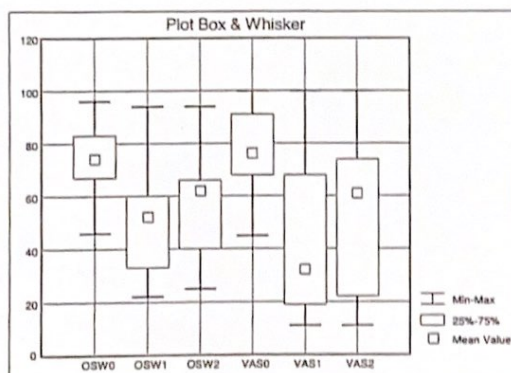 Plot Box & Whisker
120
100
80
60
40
20
0
OSW0 OSW1 OSW2 VAS0 VAS1 VAS2
Min-Max
25%-75%
Mean Value